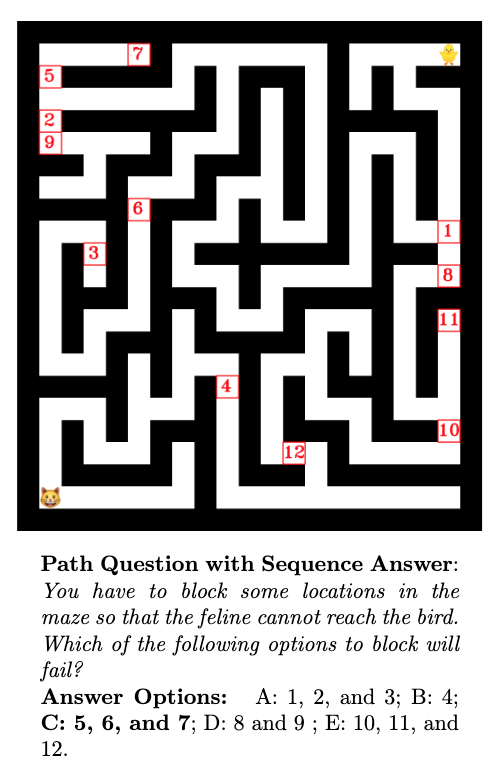 7
5
2
9
6
1
3
8
11
4
10
12
Path Question with Sequence Answer:
You have to block some locations in the
maze so that the feline cannot reach the bird.
Which of the following options to block will
fail?
Answer Options: A: 1, 2, and 3; B: 4;
C: 5, 6, and 7; D: 8 and 9 ; E: 10, 11, and
12.